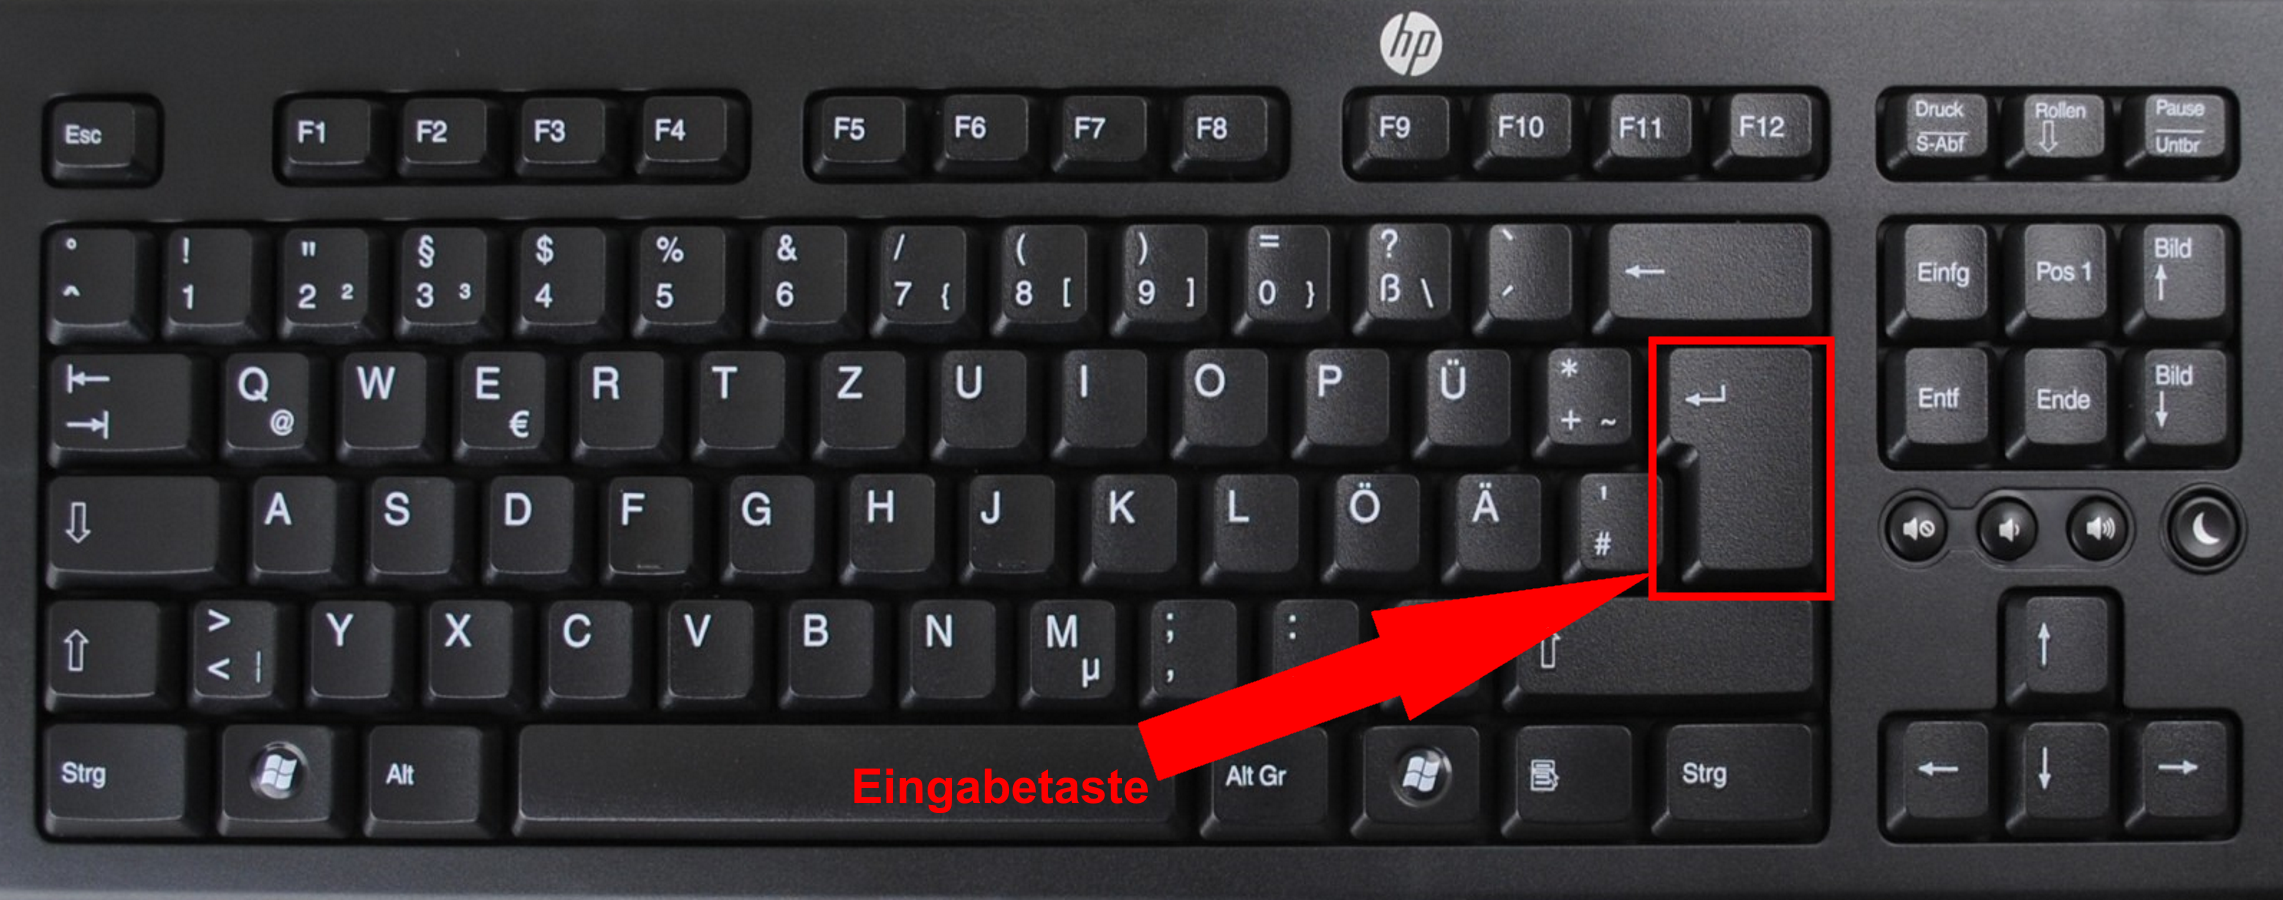 hp
Esc F1 F2 F3 F4 F5 F6 F7 F8 F9 F10 F11 F12 Druck Rollen Pause
S-Abf Untbr
° ! " § $ % & / ( ) = ? ` Bild
^ 1 2 ² 3 ³ 4 5 6 7 { 8 [ 9 ] 0 } ß \ ´ ← Einfg Pos 1 ↑
Q W E R T Z U I O P Ü * ↵ Bild
@ € + ~ Entf Ende ↓
A S D F G H J K L Ö Ä '
#
> Y X C V B N M ; :
< | µ ,
⇧ ⇧ ↑
Strg Alt Alt Gr Strg ← ↓ →
Eingabetaste